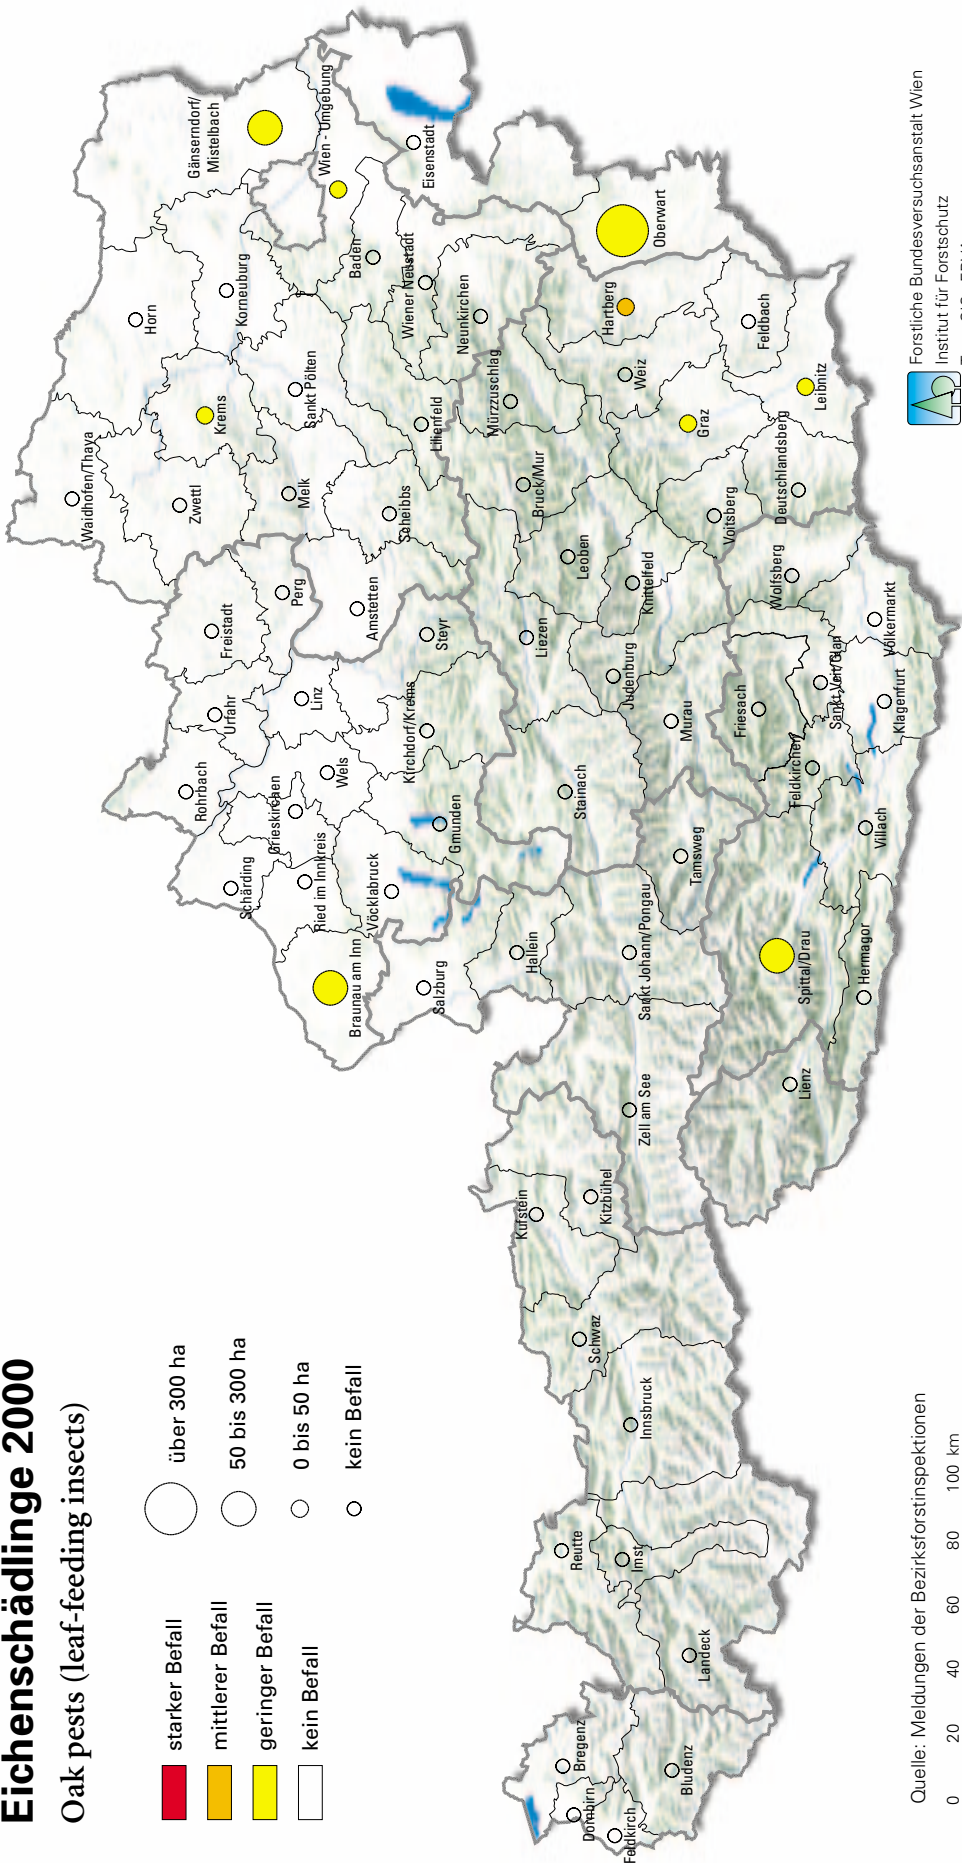 Eichenschädlinge 2000
Oak pests (leaf-feeding insects)
starker Befall
mittlerer Befall
geringer Befall
kein Befall
über 300 ha
50 bis 300 ha
0 bis 50 ha
kein Befall
Gänserndorf/
Mistelbach
Wien - Umgebung
Eisenstadt
Oberwart
Horn
Korneuburg
Baden
Wiener Neustadt
Neunkirchen
Hartberg
Feldbach
Krems
Sankt Pölten
Lilienfeld
Mürzzuschlag
Weiz
Graz
Leibnitz
Waidhofen/Thaya
Zwettl
Melk
Scheibbs
Bruck/Mur
Voitsberg
Deutschlandsberg
Freistadt
Perg
Amstetten
Steyr
Liezen
Leoben
Knittelfeld
Wolfsberg
Völkermarkt
Urfahr
Linz
Kirchdorf/Krems
Judenburg
Murau
Friesach
Sankt Veit/Glan
Klagenfurt
Rohrbach
Grieskirchen
Wels
Gmunden
Stainach
Tamsweg
Feldkirchen
Villach
Schärding
Ried im Innkreis
Vöcklabruck
Braunau am Inn
Salzburg
Hallein
Sankt Johann/Pongau
Spittal/Drau
Hermagor
Zell am See
Lienz
Kufstein
Kitzbühel
Schwaz
Innsbruck
Reutte
Imst
Landeck
Bregenz
Dornbirn
Feldkirch
Bludenz
Quelle: Meldungen der Bezirksforstinspektionen
0 20 40 60 80 100 km
Forstliche Bundesversuchsanstalt Wien
Institut für Forstschutz